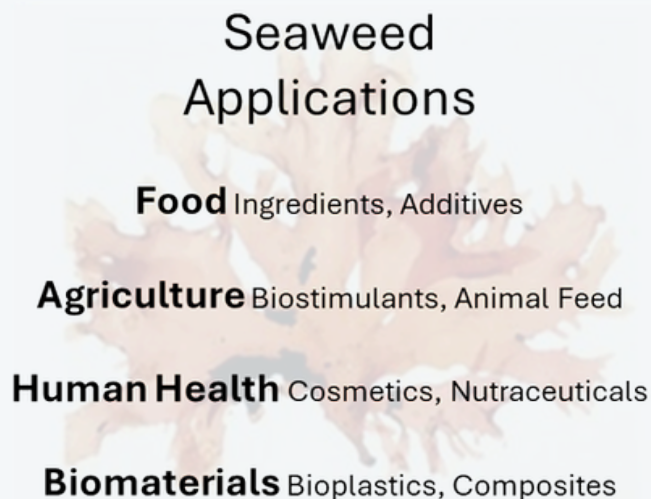 Seaweed
Applications
Food Ingredients, Additives
Agriculture Biostimulants, Animal Feed
Human Health Cosmetics, Nutraceuticals
Biomaterials Bioplastics, Composites